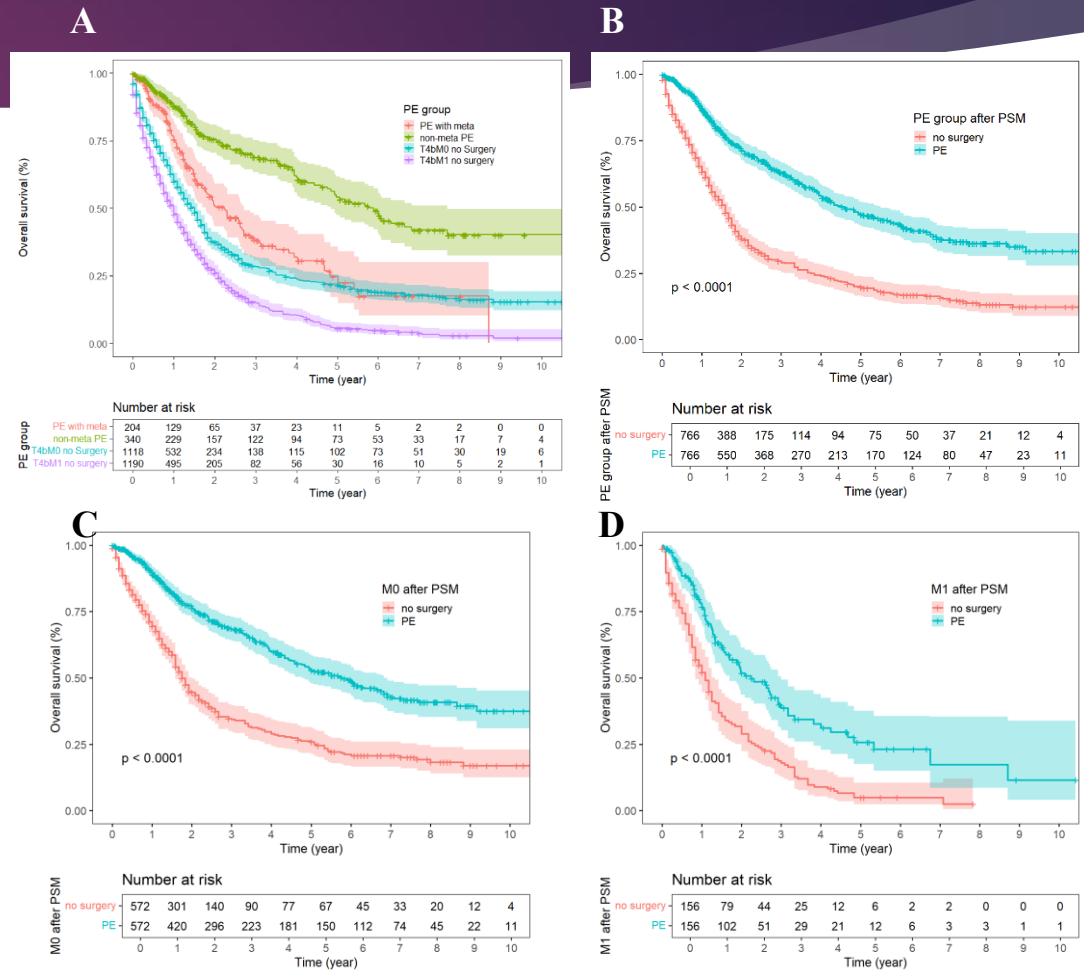 A
Overall survival (%)
1.00
0.75
0.50
0.25
0.00
PE group
PE with meta
non-meta PE
T4bM0 no Surgery
T4bM1 no surgery
0 1 2 3 4 5 6 7 8 9 10
Time (year)
Number at risk
PE group
PE with meta 204 129 65 37 23 11 5 2 2 0 0
non-meta PE 340 229 157 122 94 73 53 33 17 7 4
T4bM0 no Surgery 1118 532 234 138 115 102 73 51 30 19 6
T4bM1 no surgery 1190 495 205 82 56 30 16 10 5 2 1
0 1 2 3 4 5 6 7 8 9 10
Time (year)
B
Overall survival (%)
1.00
0.75
0.50
0.25
0.00
PE group after PSM
no surgery
PE
p < 0.0001
0 1 2 3 4 5 6 7 8 9 10
Time (year)
Number at risk
PE group after PSM
no surgery 766 388 175 114 94 75 50 37 21 12 4
PE 766 550 368 270 213 170 124 80 47 23 11
0 1 2 3 4 5 6 7 8 9 10
Time (year)
C
Overall survival (%)
1.00
0.75
0.50
0.25
0.00
M0 after PSM
no surgery
PE
p < 0.0001
0 1 2 3 4 5 6 7 8 9 10
Time (year)
Number at risk
M0 after PSM
no surgery 572 301 140 90 77 67 45 33 20 12 4
PE 572 420 296 223 181 150 112 74 45 22 11
0 1 2 3 4 5 6 7 8 9 10
Time (year)
D
Overall survival (%)
1.00
0.75
0.50
0.25
0.00
M1 after PSM
no surgery
PE
p < 0.0001
0 1 2 3 4 5 6 7 8 9 10
Time (year)
Number at risk
M1 after PSM
no surgery 156 79 44 25 12 6 2 2 0 0 0
PE 156 102 51 29 21 12 6 3 3 1 1
0 1 2 3 4 5 6 7 8 9 10
Time (year)